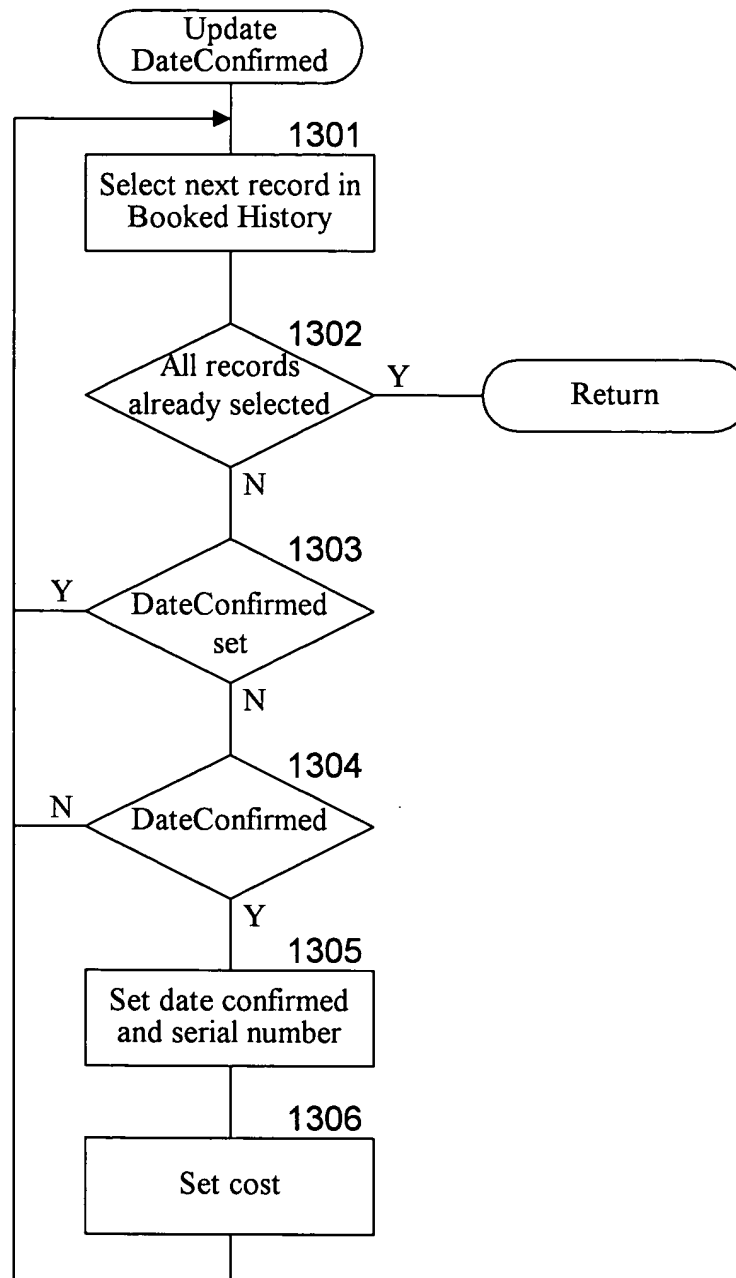 Update
DateConfirmed
1301
Select next record in
Booked History
1302
All records
already selected
Y
Return
N
1303
Y
DateConfirmed
set
N
1304
N
DateConfirmed
Y
1305
Set date confirmed
and serial number
1306
Set cost